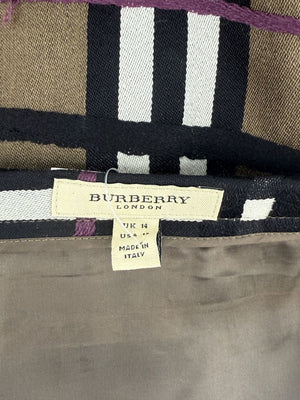 BURBERRY
LONDON
UK 14
USA
MADE IN
ITALY